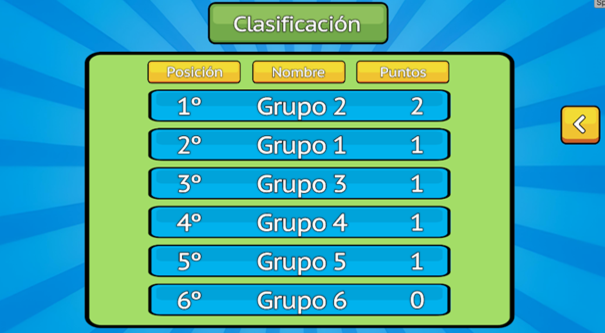 Clasificación
Posición Nombre Puntos
1º Grupo 2 2
2º Grupo 1 1
3º Grupo 3 1
4º Grupo 4 1
5º Grupo 5 1
6º Grupo 6 0